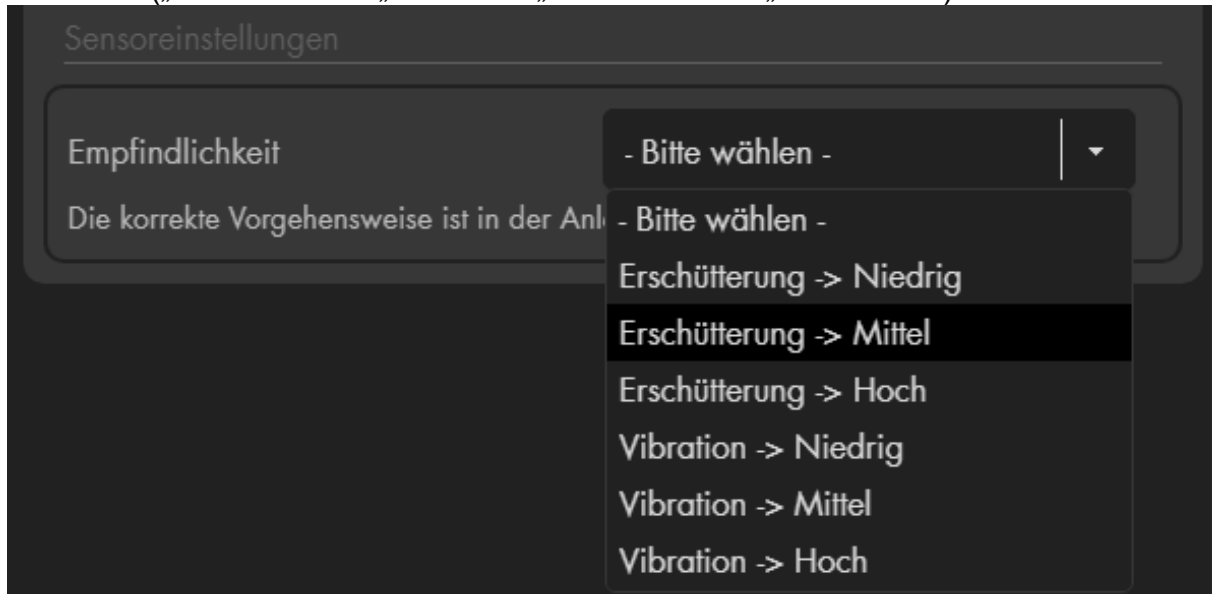 Sensoreinstellungen
Empfindlichkeit
- Bitte wählen -
Die korrekte Vorgehensweise ist in der
- Bitte wählen -
Erschütterung -> Niedrig
Erschütterung -> Mittel
Erschütterung -> Hoch
Vibration -> Niedrig
Vibration -> Mittel
Vibration -> Hoch